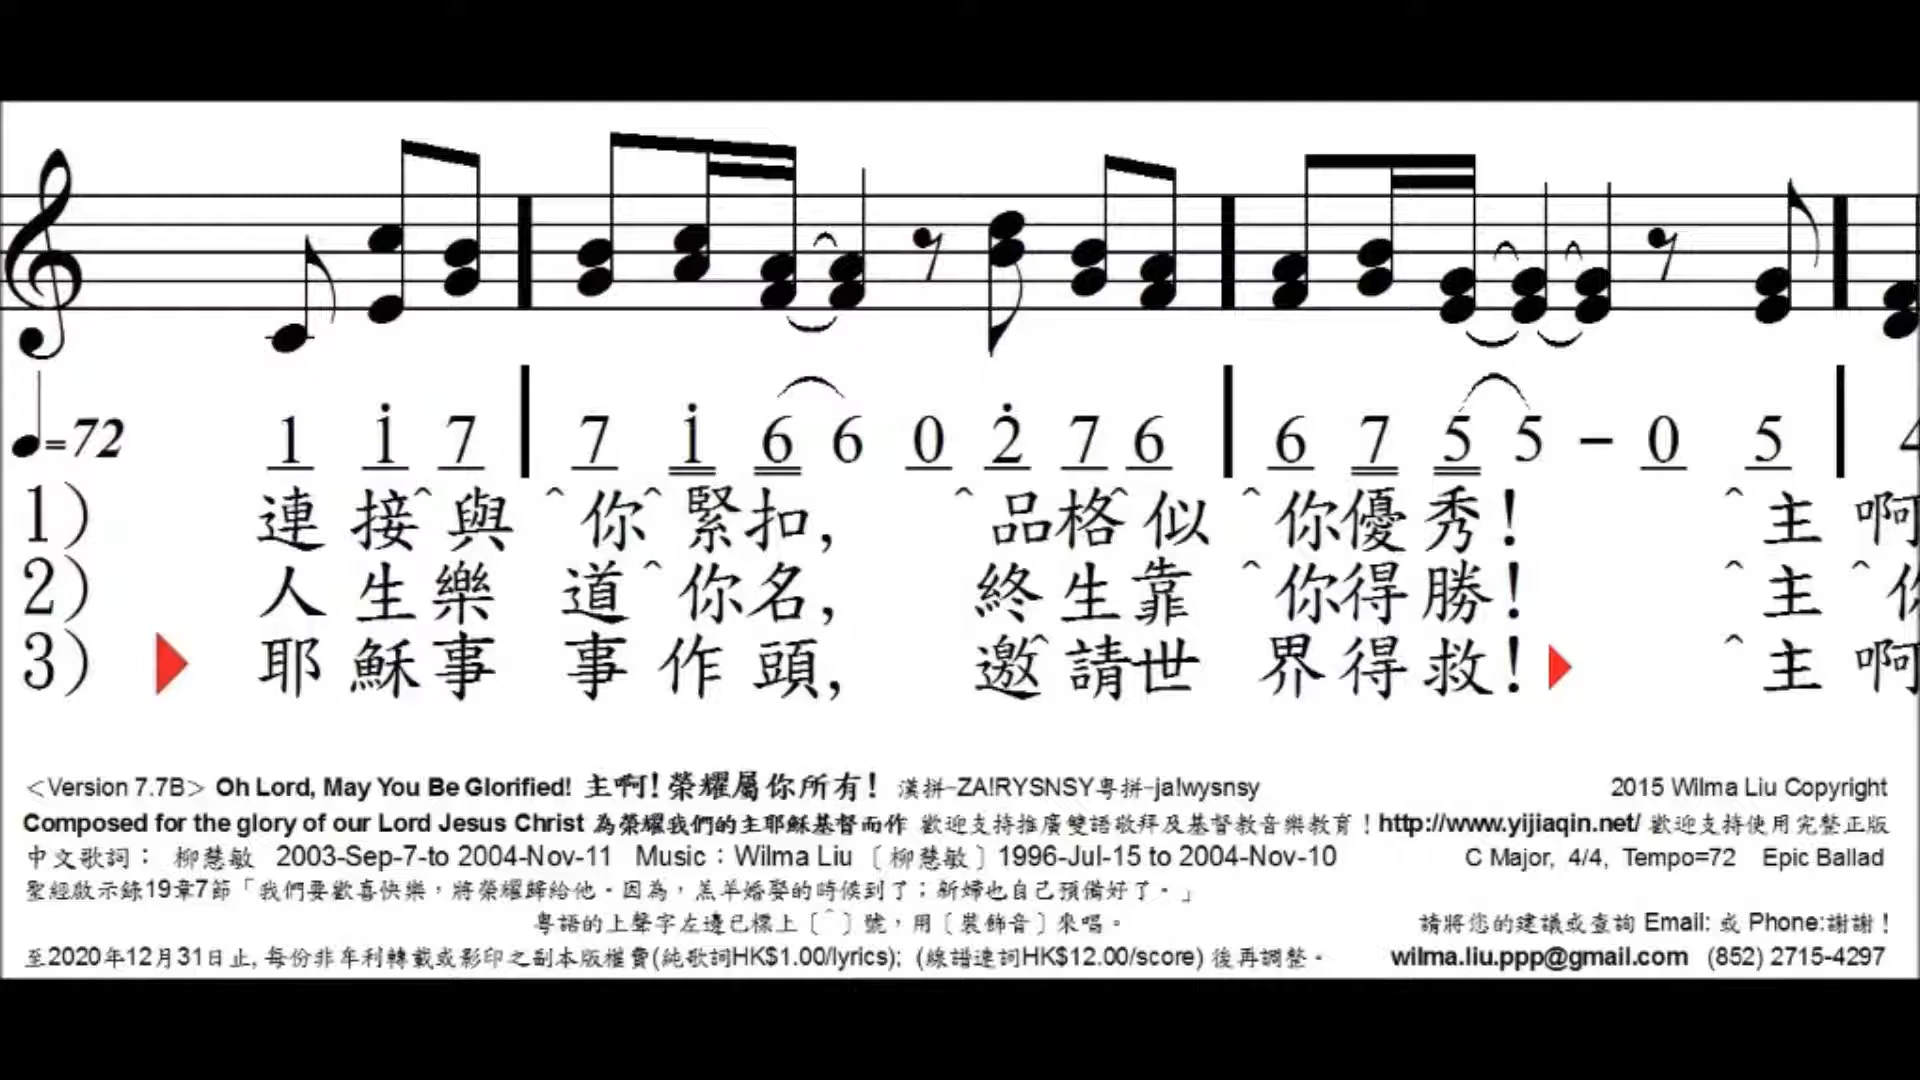 ♩=72 1 i 7 | 7 i 6 6 0 2 7 6 | 6 7 5 5 – 0 5 | 4
1) 連接^與^你^緊扣, ^品格^似^你優秀! ^主啊
2) 人生樂道^你名, 終生靠^你得勝! ^主^你
3) 耶穌事事作頭, 邀^請世界得救! ^主啊
<Version 7.7B> Oh Lord, May You Be Glorified! 主啊!榮耀屬你所有! 漢拼-ZA!RYSNSY粵拼-ja!wysnsy 2015 Wilma Liu Copyright
Composed for the glory of our Lord Jesus Christ 為榮耀我們的主耶穌基督而作 歡迎支持推廣雙語敬拜及基督教音樂教育!http://www.yijiaqin.net/ 歡迎支持使用完整正版
中文歌詞: 柳慧敏 2003-Sep-7-to 2004-Nov-11 Music:Wilma Liu 〔柳慧敏〕1996-Jul-15 to 2004-Nov-10 C Major, 4/4, Tempo=72 Epic Ballad
聖經啟示錄19章7節「我們要歡喜快樂,將榮耀歸給他。因為,羔羊婚娶的時候到了;新婦也自己預備好了。」
粵語的上聲字左邊已標上〔^〕號,用〔裝飾音〕來唱。 請將您的建議或查詢 Email: 或 Phone:謝謝!
至2020年12月31日止, 每份非牟利轉載或影印之副本版權費(純歌詞HK$1.00/lyrics); (線譜連詞HK$12.00/score) 後再調整。 wilma.liu.ppp@gmail.com (852) 2715-4297